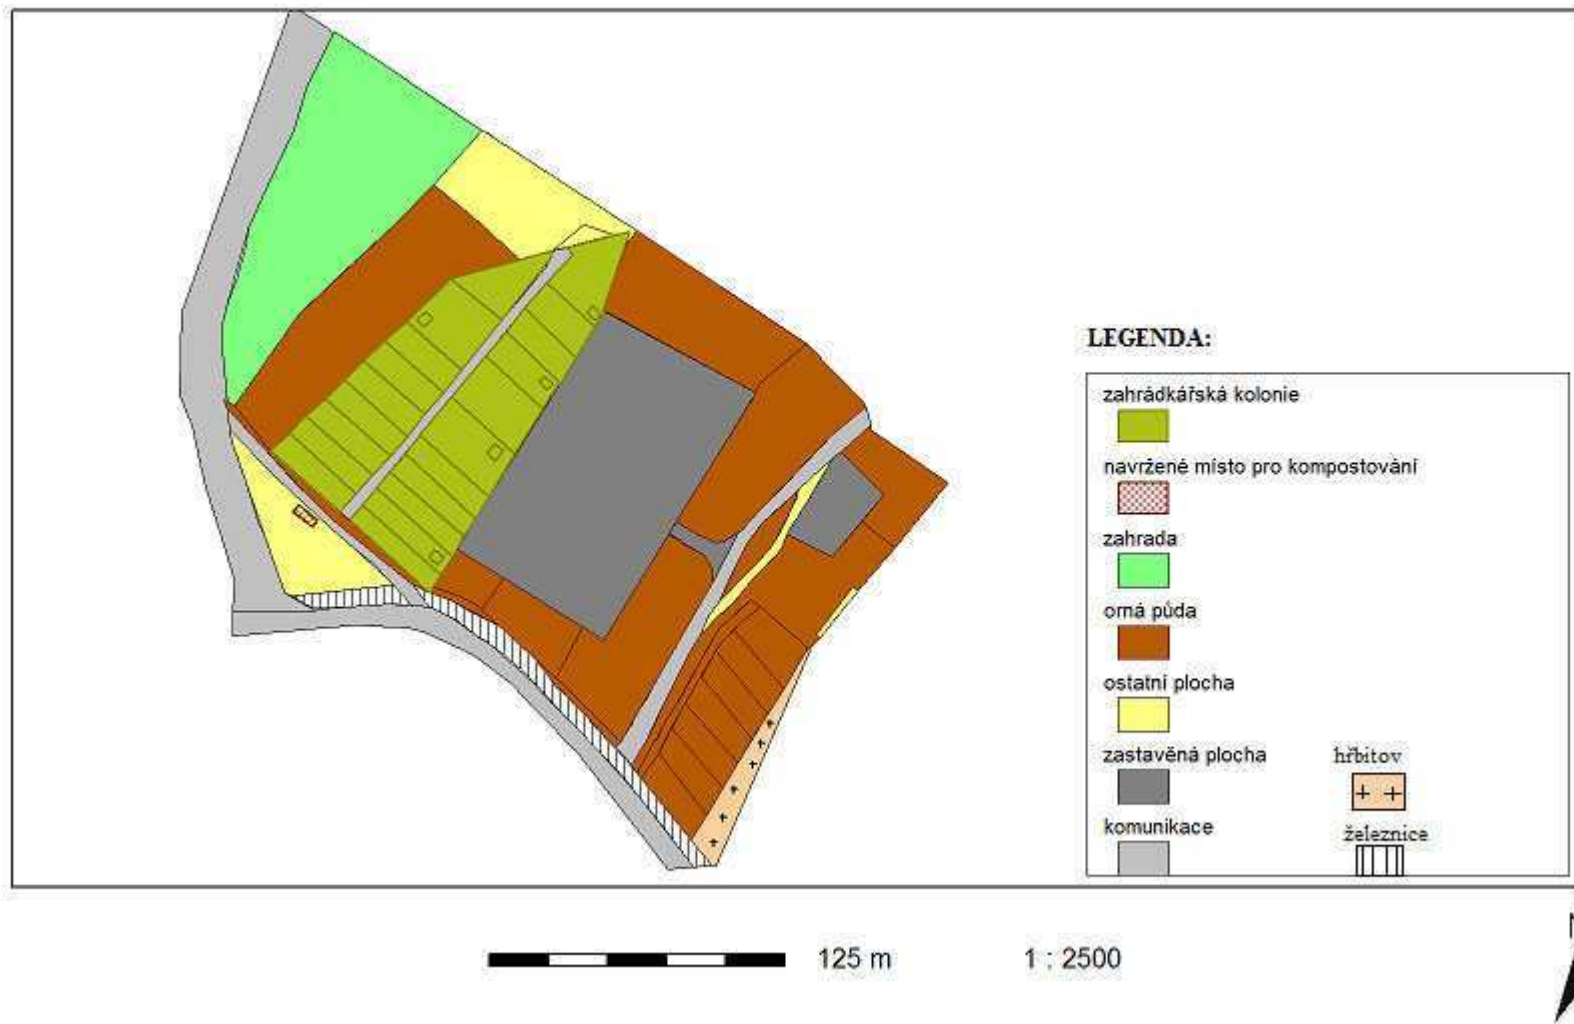 LEGENDA:
zahrádkářská kolonie
navržené místo pro kompostování
zahrada
orná půda
ostatní plocha
zastavěná plocha
hřbitov
komunikace
železnice
125 m
1 : 2500